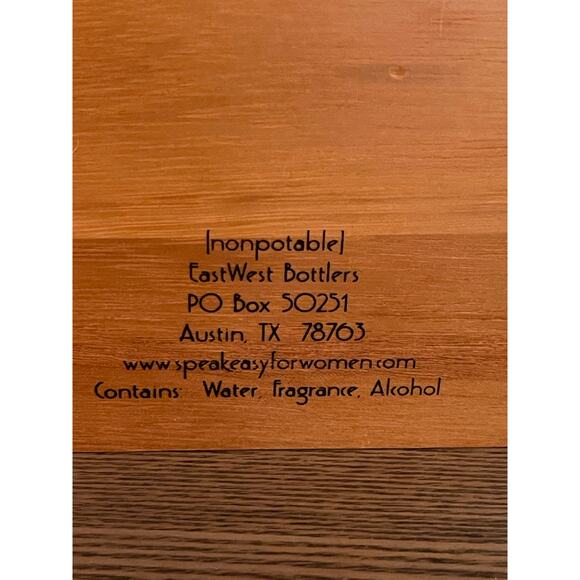 [nonpotable]
EastWest Bottlers
PO Box 50251
Austin, TX 78763
www.speakeasyforwomen.com
Contains: Water, Fragrance, Alcohol